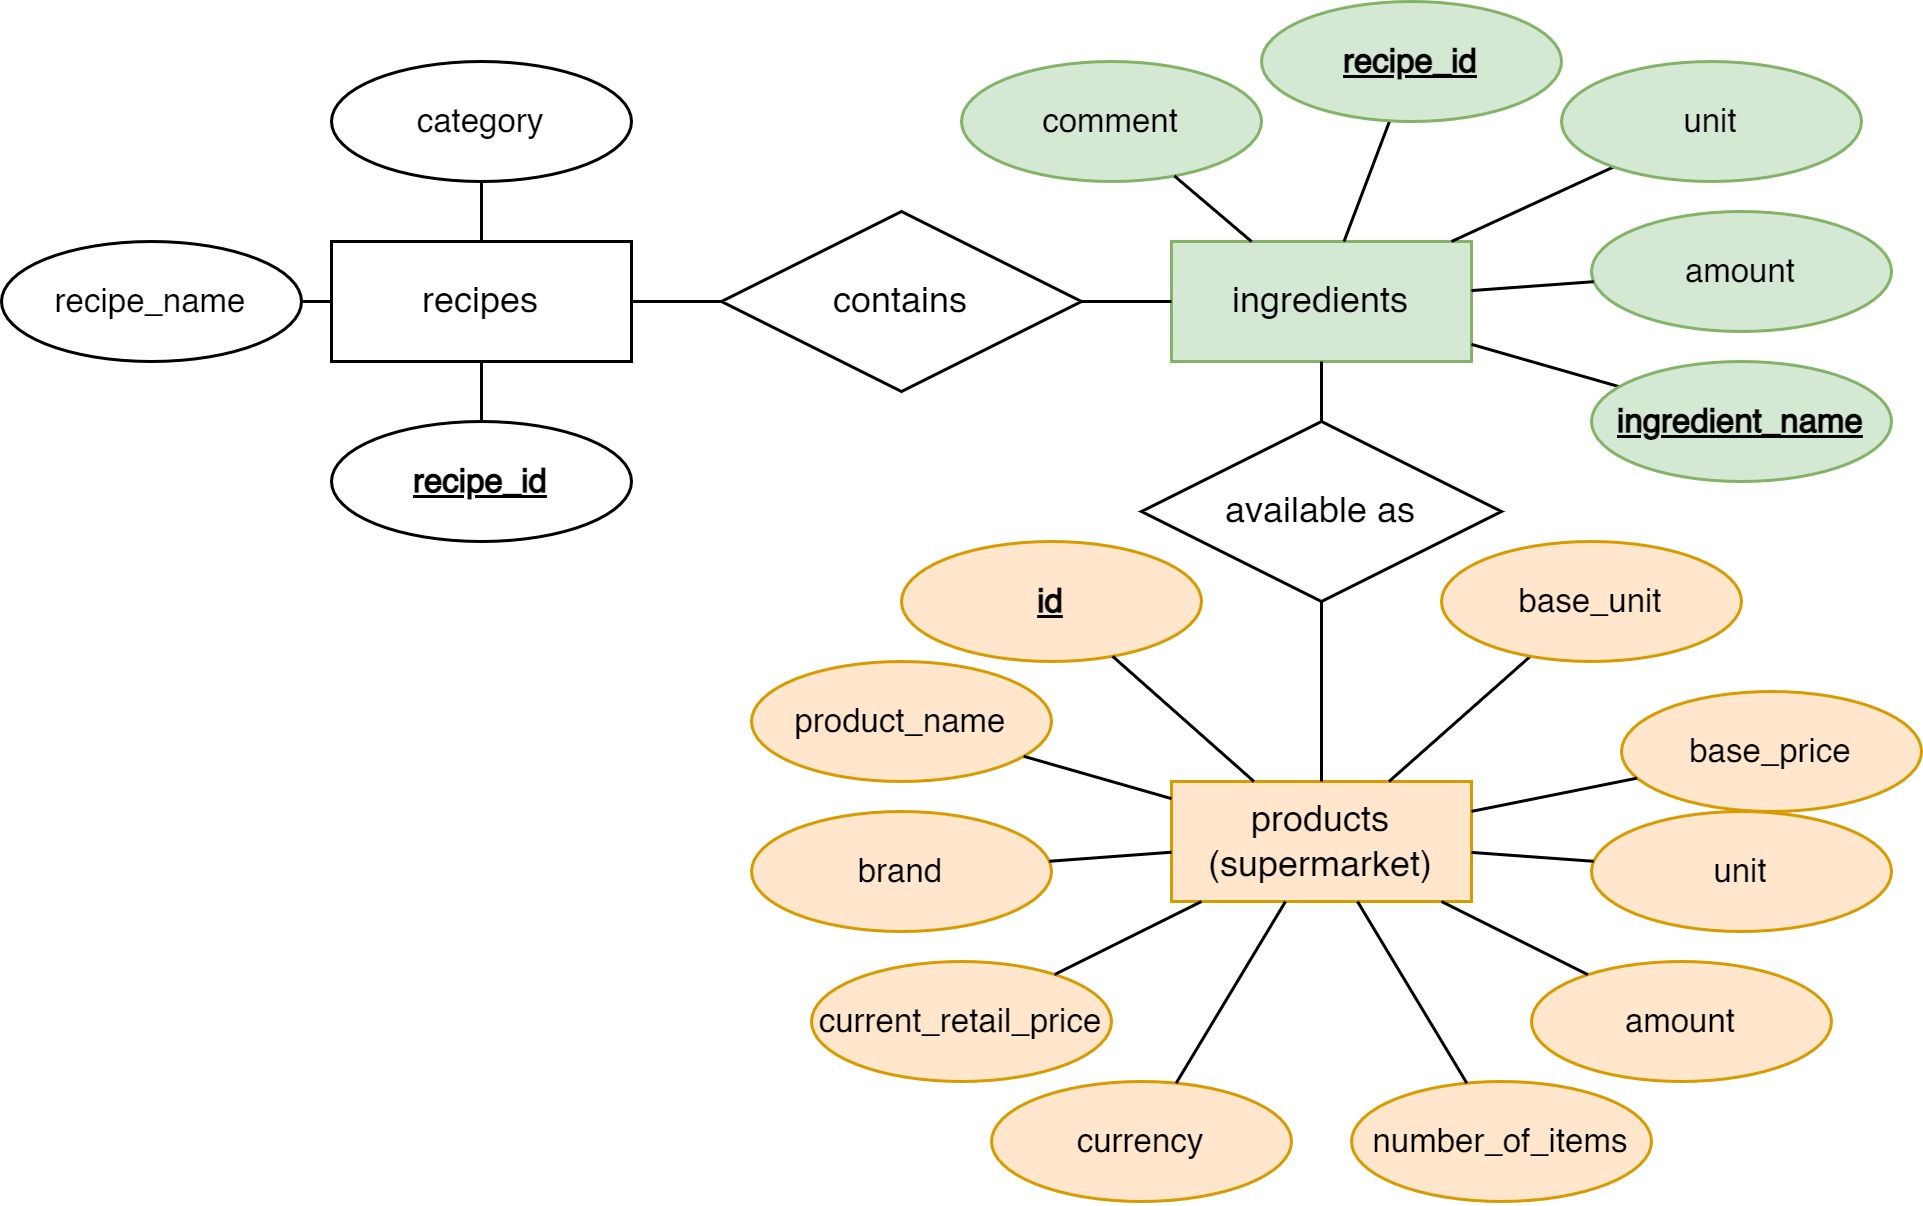 recipe_id
category
comment
unit
recipe_name
recipes
contains
ingredients
amount
recipe_id
ingredient_name
available as
id
base_unit
product_name
base_price
products
(supermarket)
brand
unit
current_retail_price
amount
currency
number_of_items